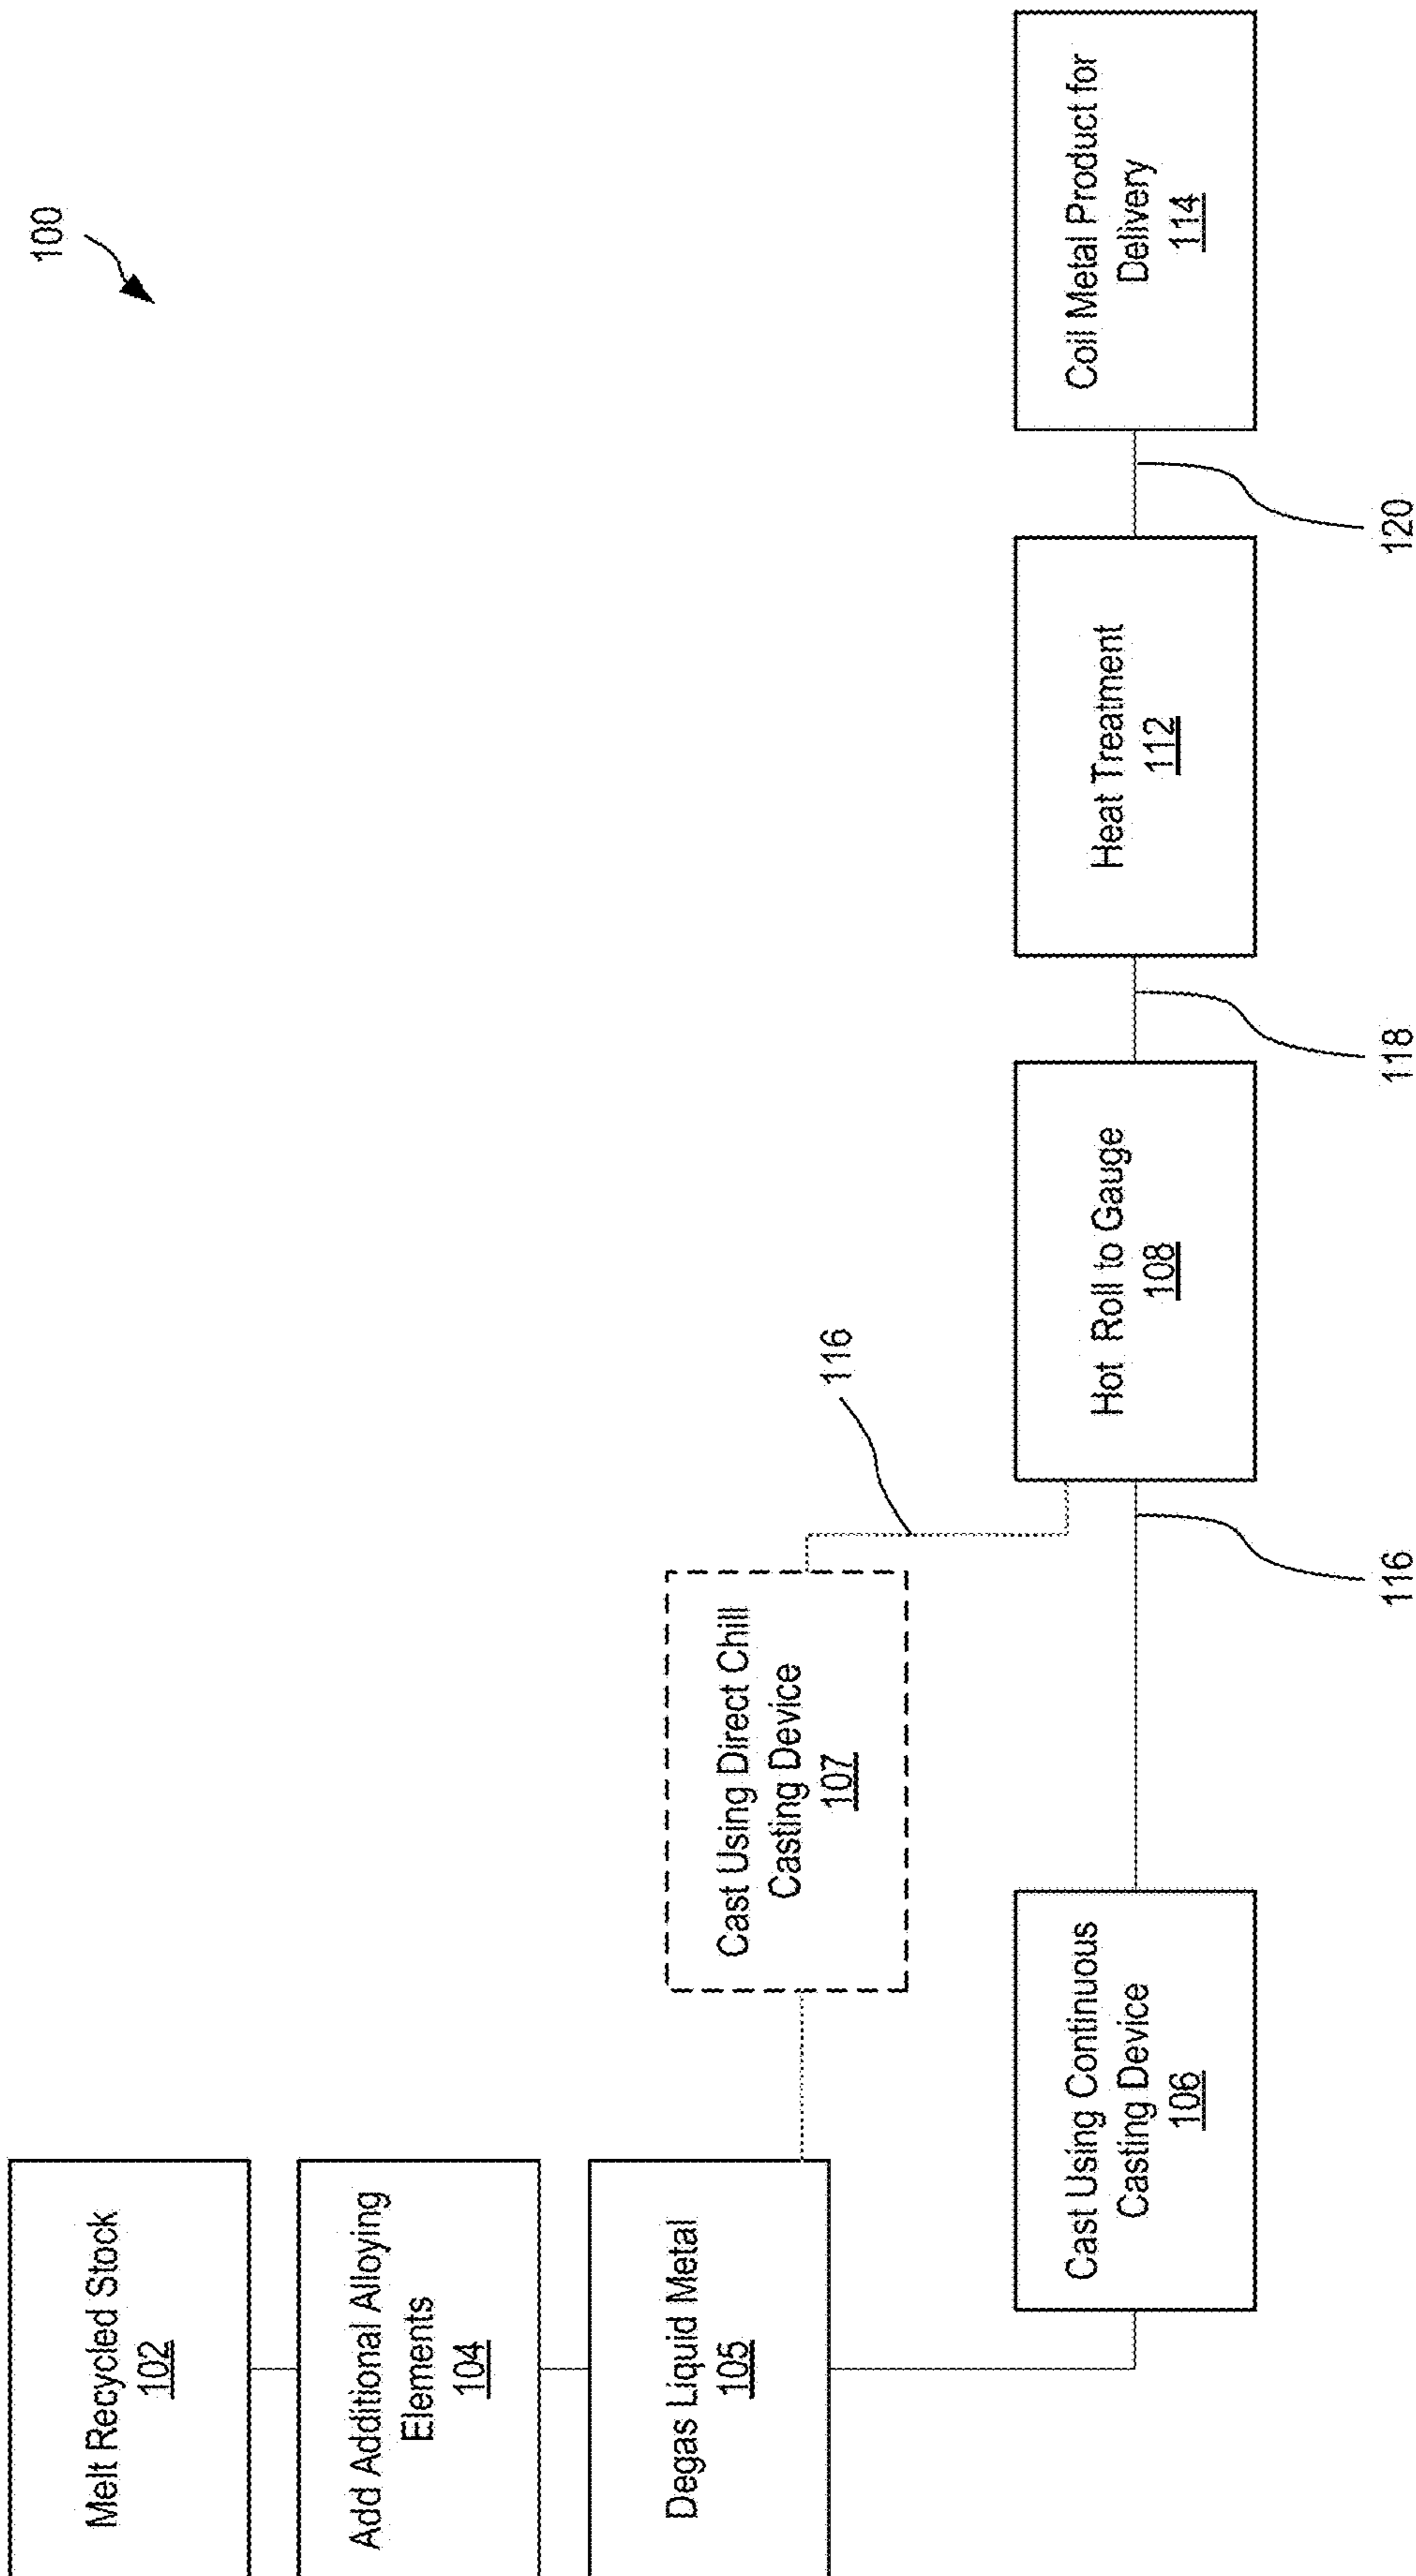 100
Melt Recycled Stock
102
Add Additional Alloying
Elements
104
Degas Liquid Metal
105
Cast Using Direct Chill
Casting Device
107
116
Cast Using Continuous
Casting Device
106
116
Hot Roll to Gauge
108
118
Heat Treatment
112
120
Coil Metal Product for
Delivery
114